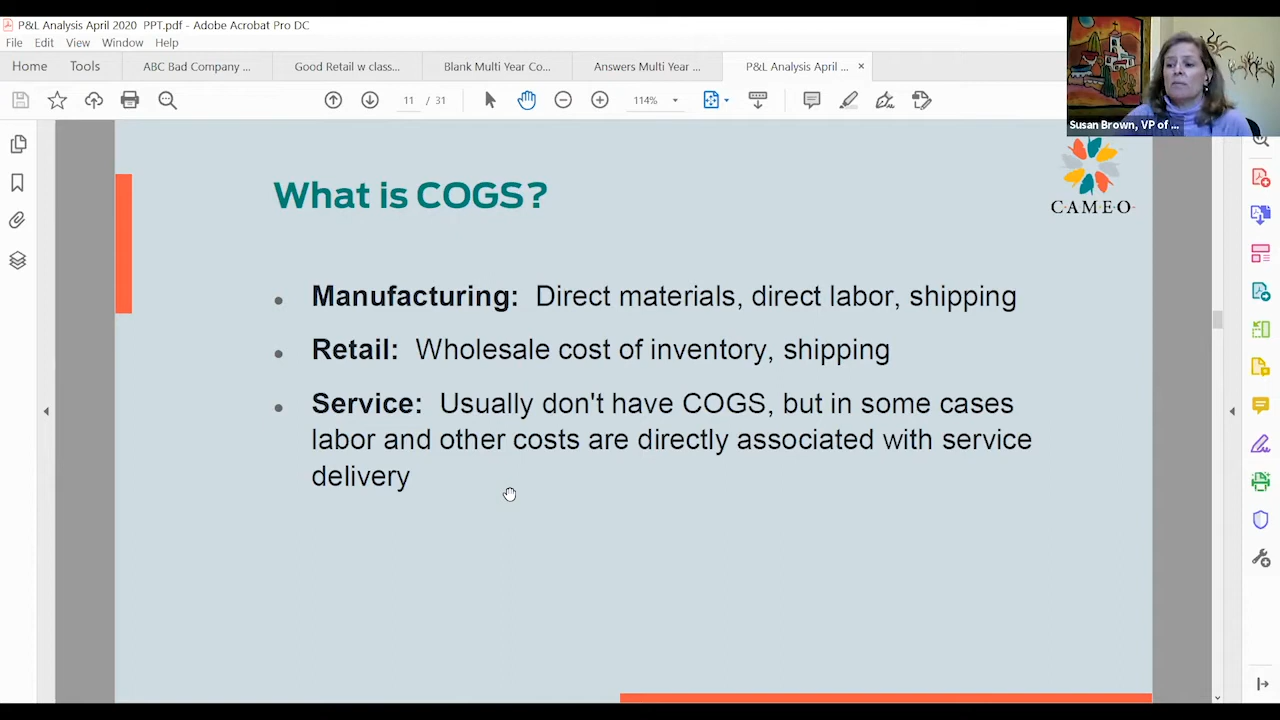 P&L Analysis April 2020 PPT.pdf - Adobe Acrobat Pro DC
File Edit View Window Help
Home Tools ABC Bad Company ... Good Retail w class... Blank Multi Year Co... Answers Multi Year ... P&L Analysis April ... ×
11 / 31 114%
Susan Brown, VP of ...
What is COGS?
CAMEO
• Manufacturing: Direct materials, direct labor, shipping
• Retail: Wholesale cost of inventory, shipping
• Service: Usually don't have COGS, but in some cases
labor and other costs are directly associated with service
delivery